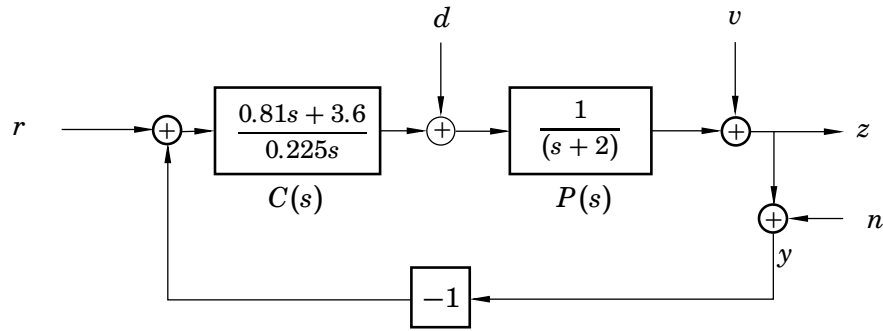 d
v
r
+
0.81s + 3.6
0.225s
+
1
(s + 2)
+
z
C(s)
P(s)
+
n
y
−1